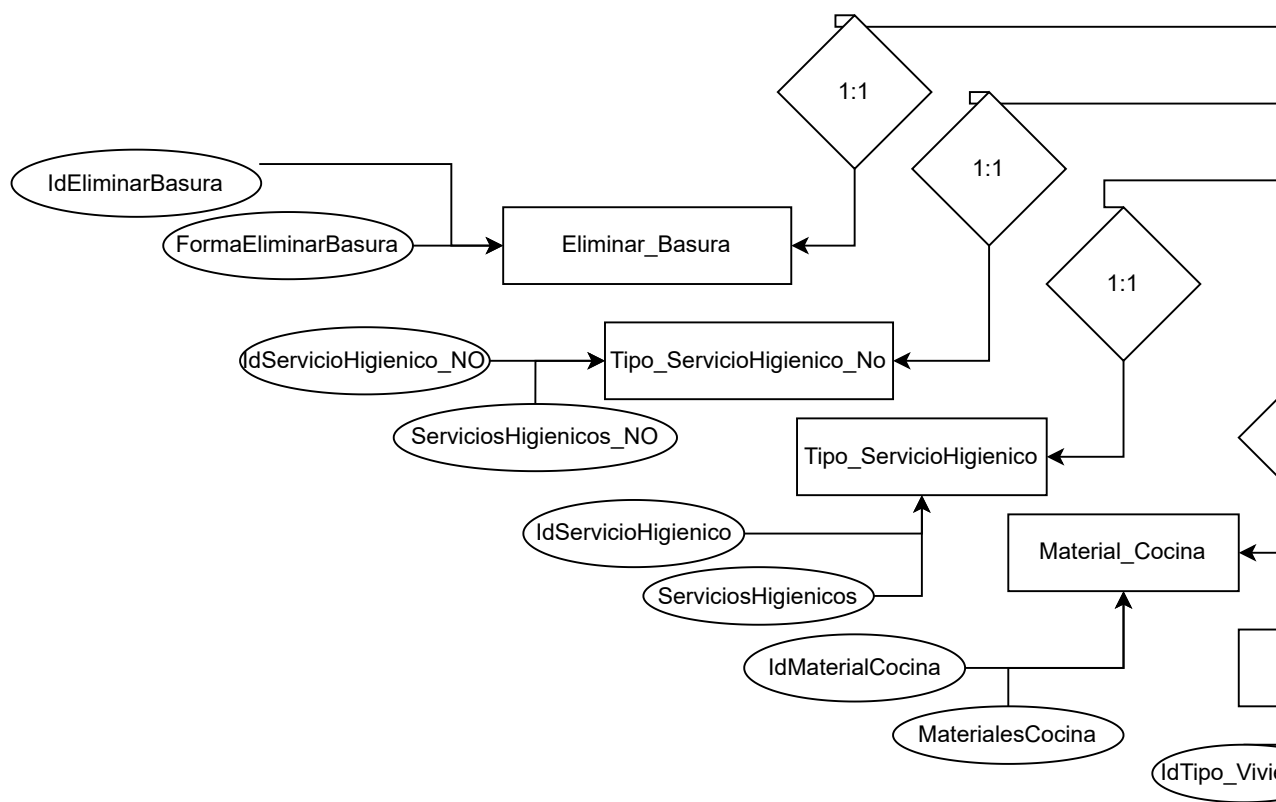 1:1
1:1
IdEliminarBasura
FormaEliminarBasura
Eliminar_Basura
1:1
IdServicioHigienico_NO
Tipo_ServicioHigienico_No
ServiciosHigienicos_NO
Tipo_ServicioHigienico
IdServicioHigienico
Material_Cocina
ServiciosHigienicos
IdMaterialCocina
MaterialesCocina